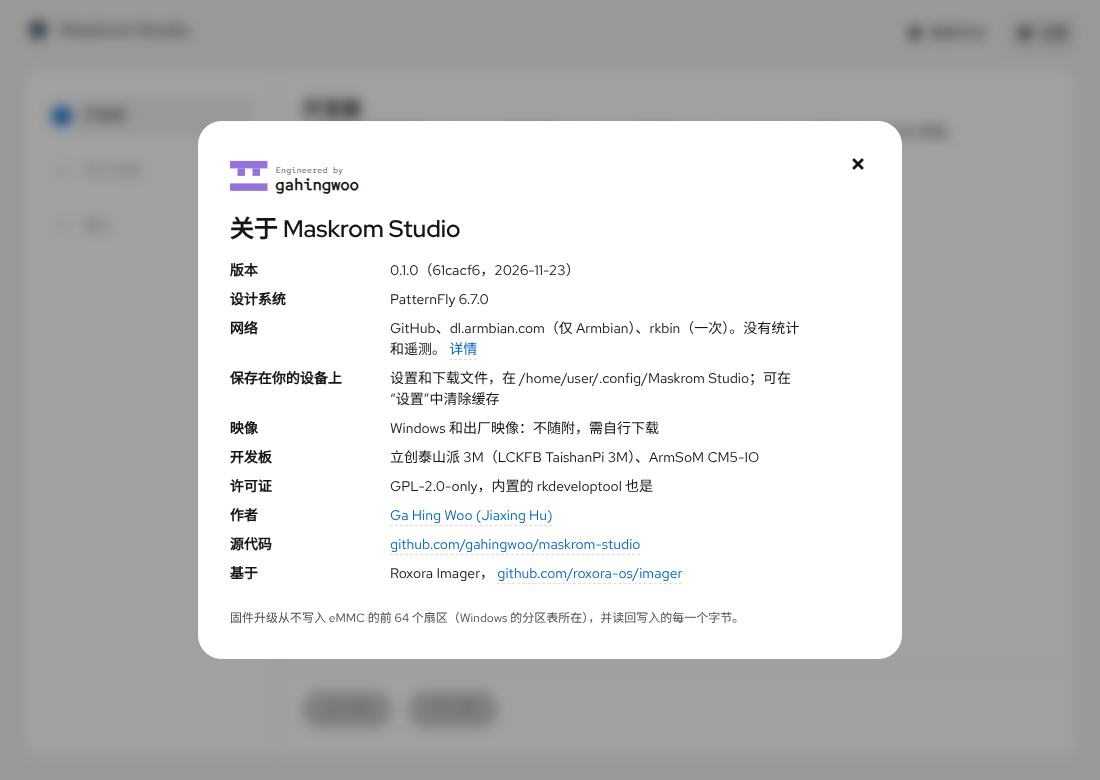 Engineered by
gahingwoo
关于 Maskrom Studio
版本 0.1.0（61cacf6，2026-11-23）
设计系统 PatternFly 6.7.0
网络 GitHub、dl.armbian.com（仅 Armbian）、rkbin（一次）。没有统计
和遥测。 详情
保存在你的设备上 设置和下载文件，在 /home/user/.config/Maskrom Studio；可在
“设置”中清除缓存
映像 Windows 和出厂映像：不随附，需自行下载
开发板 立创泰山派 3M（LCKFB TaishanPi 3M）、ArmSoM CM5-IO
许可证 GPL-2.0-only，内置的 rkdeveloptool 也是
作者 Ga Hing Woo (Jiaxing Hu)
源代码 github.com/gahingwoo/maskrom-studio
基于 Roxora Imager， github.com/roxora-os/imager
固件升级从不写入 eMMC 的前 64 个扇区（Windows 的分区表所在），并读回写入的每一个字节。